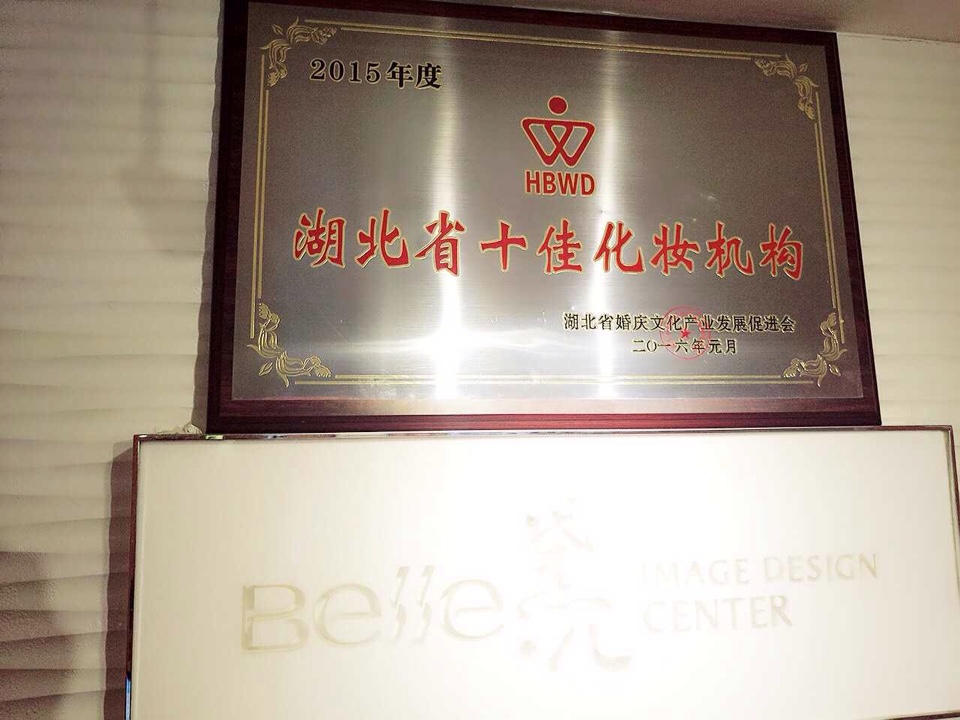 2015年度
HBWD
湖北省十佳化妆机构
湖北省婚庆文化产业发展促进会
二〇一六年元月
Belle
IMAGE DESIGN
CENTER